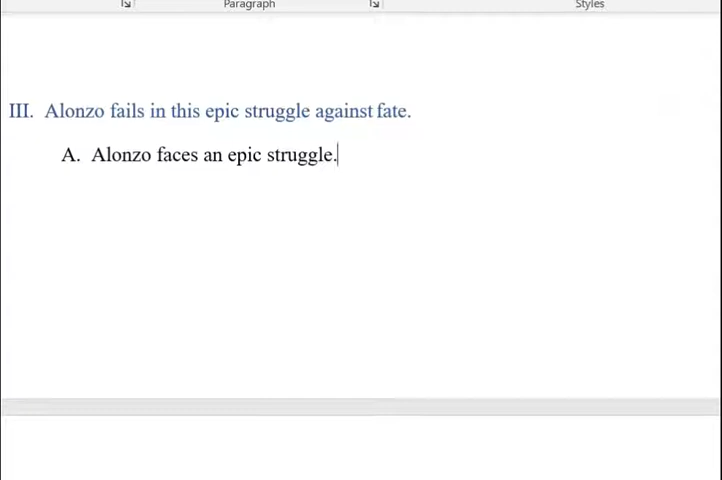 Paragraph Styles
III. Alonzo fails in this epic struggle against fate.
A. Alonzo faces an epic struggle.